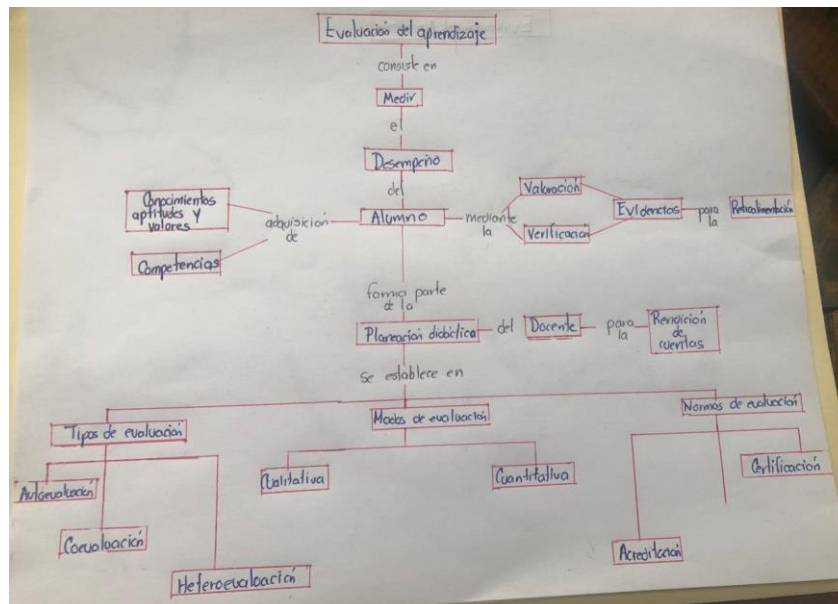 Evaluación del aprendizaje
consiste en
Medir
el
Desempeño
del
Alumno
adquisición
de
Conocimientos
aptitudes y
valores
Competencias
mediante
la
Valoración
Verificación
Evidencias
para
la
Retroalimentación
forma parte
de la
Planeación didáctica
del
Docente
para
la
Rendición
de
cuentas
se establece en
Tipos de evaluación
Modos de evaluación
Normas de evaluación
Autoevaluación
Coevaluación
Heteroevaluación
Cualitativa
Cuantitativa
Acreditación
Certificación